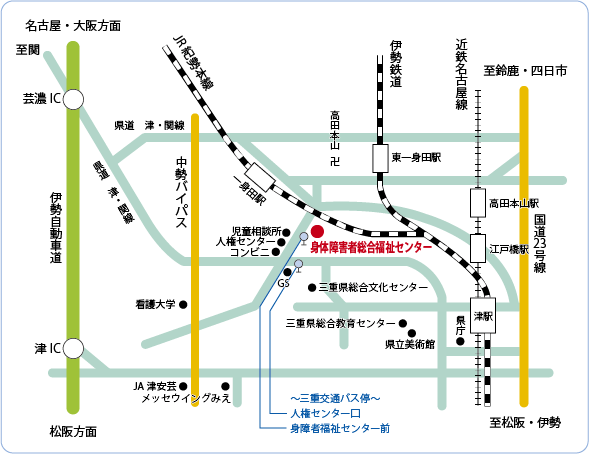 名古屋・大阪方面
至関
芸濃 IC
県道　津・関線
県道　津・関線
JR 紀勢本線
伊勢鉄道
近鉄名古屋線
至鈴鹿・四日市
高田本山 卍
東一身田駅
一身田駅
中勢バイパス
伊勢自動車道
高田本山駅
国道23号線
江戸橋駅
児童相談所
人権センター
コンビニ
身体障害者総合福祉センター
GS
三重県総合文化センター
看護大学
三重県総合教育センター
県立美術館
県庁
津駅
津 IC
JA 津安芸
メッセウイングみえ
～三重交通バス停～
人権センター口
身障者福祉センター前
松阪方面
至松阪・伊勢